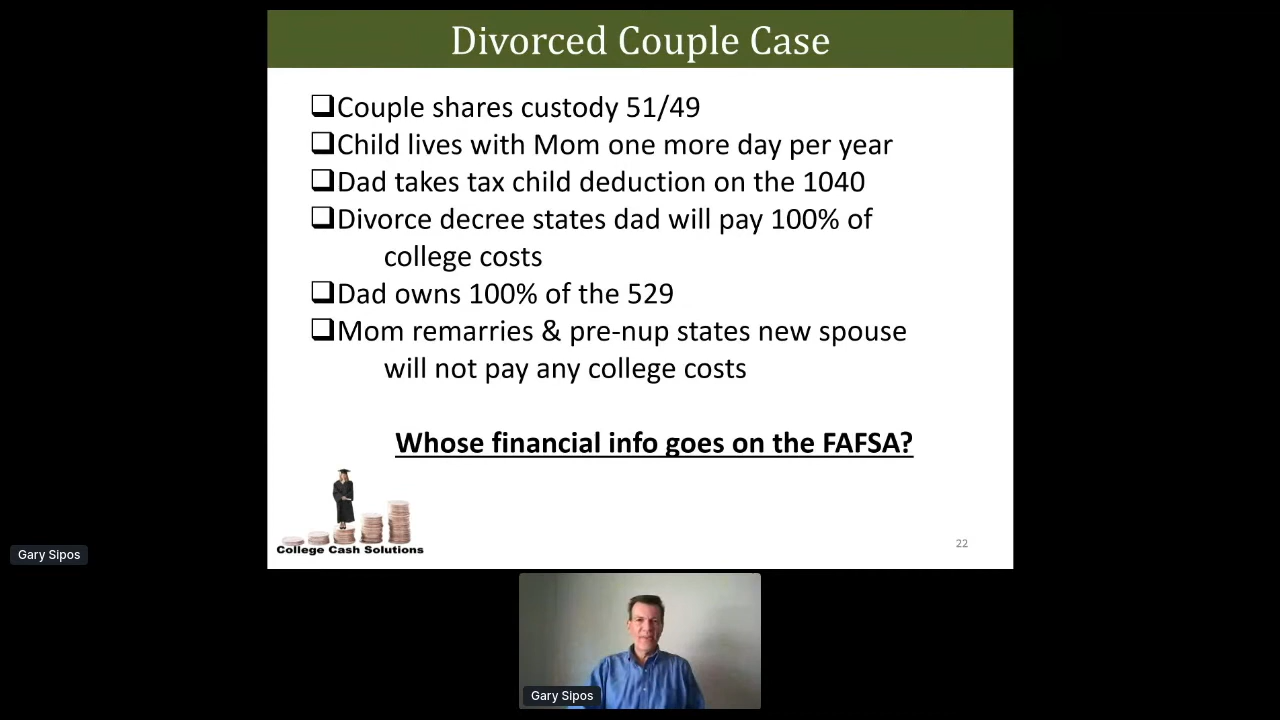 Divorced Couple Case
❑Couple shares custody 51/49
❑Child lives with Mom one more day per year
❑Dad takes tax child deduction on the 1040
❑Divorce decree states dad will pay 100% of
college costs
❑Dad owns 100% of the 529
❑Mom remarries & pre-nup states new spouse
will not pay any college costs
Whose financial info goes on the FAFSA?
College Cash Solutions
22
Gary Sipos
Gary Sipos